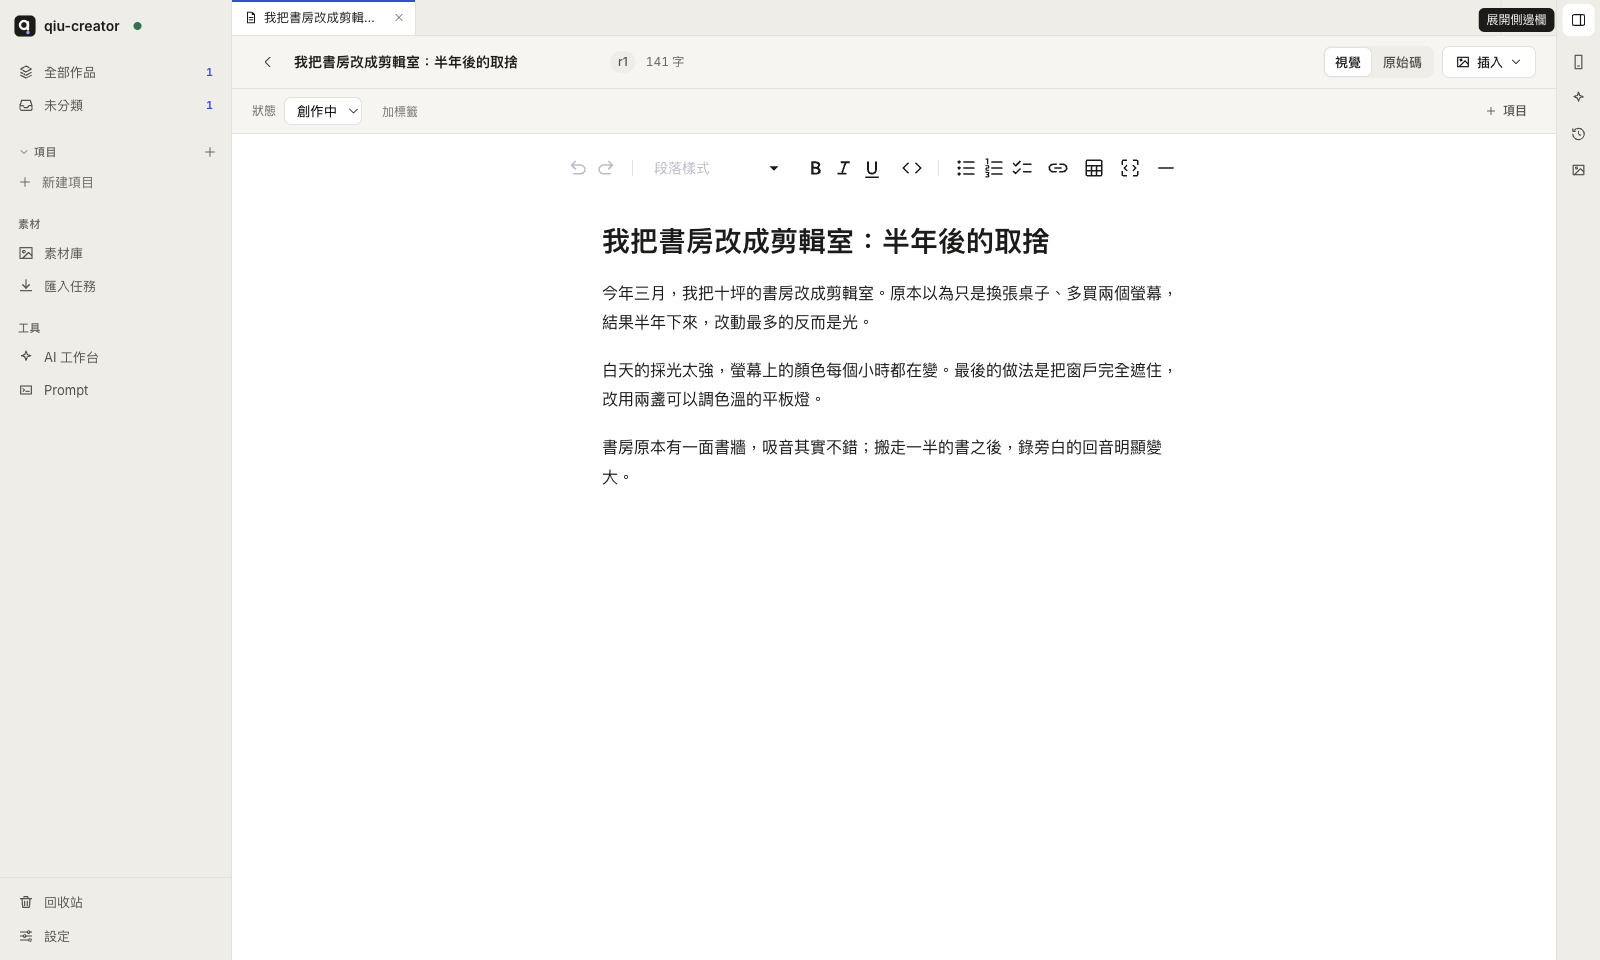 qiu-creator
全部作品 1
未分類 1
項目
新建項目
素材
素材庫
匯入任務
工具
AI 工作台
Prompt
回收站
設定
我把書房改成剪輯...
展開側邊欄
我把書房改成剪輯室：半年後的取捨
r1
141 字
視覺
原始碼
插入
狀態
創作中
加標籤
項目
段落樣式
我把書房改成剪輯室：半年後的取捨
今年三月，我把十坪的書房改成剪輯室。原本以為只是換張桌子、多買兩個螢幕，
結果半年下來，改動最多的反而是光。
白天的採光太強，螢幕上的顏色每個小時都在變。最後的做法是把窗戶完全遮住，
改用兩盞可以調色溫的平板燈。
書房原本有一面書牆，吸音其實不錯；搬走一半的書之後，錄旁白的回音明顯變
大。